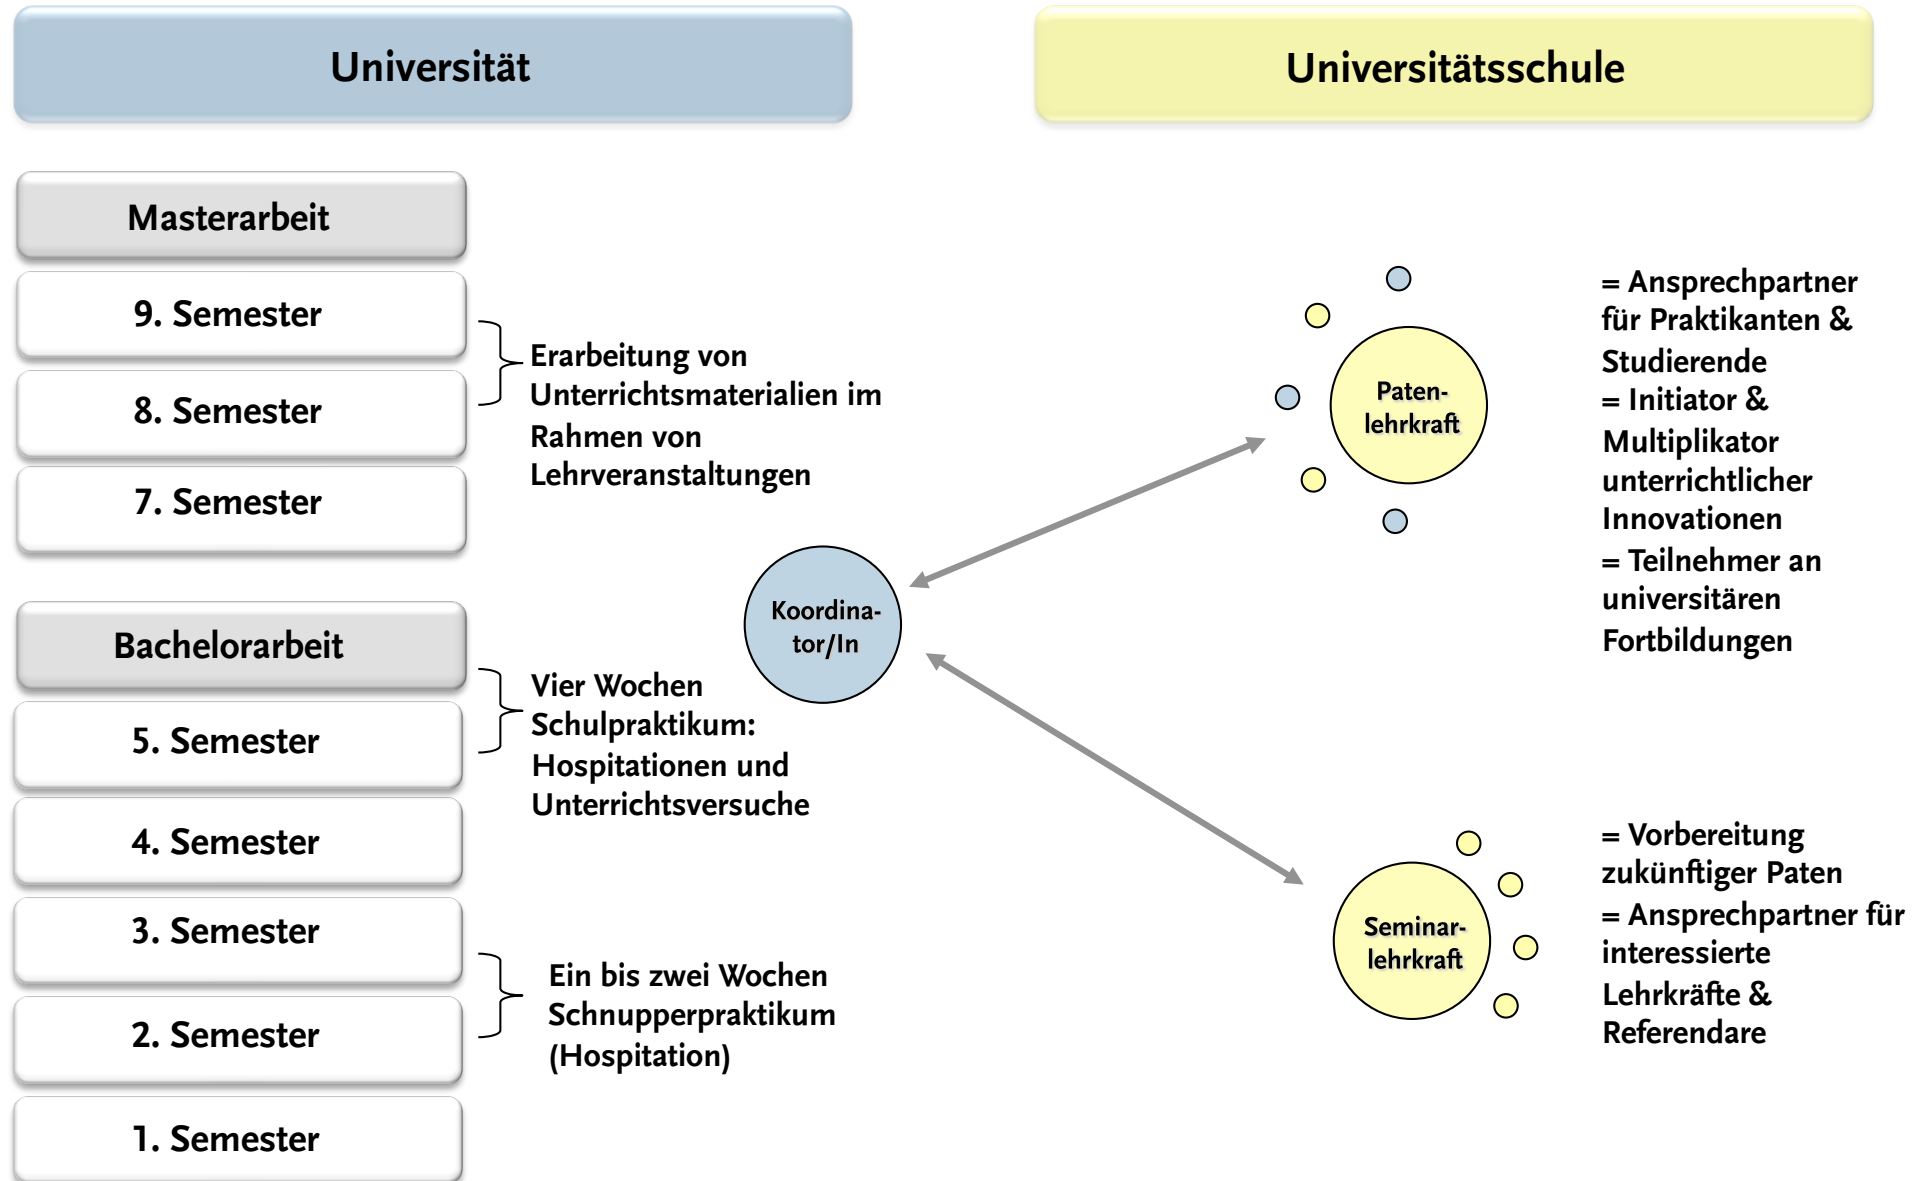 Universität
Universitätsschule
Masterarbeit
9. Semester
8. Semester
7. Semester
Erarbeitung von
Unterrichtsmaterialien im
Rahmen von
Lehrveranstaltungen
Bachelorarbeit
5. Semester
4. Semester
3. Semester
2. Semester
1. Semester
Vier Wochen
Schulpraktikum:
Hospitationen und
Unterrichtsversuche
Ein bis zwei Wochen
Schnupperpraktikum
(Hospitation)
Koordina-
tor/In
Paten-
lehrkraft
= Ansprechpartner
für Praktikanten &
Studierende
= Initiator &
Multiplikator
unterrichtlicher
Innovationen
= Teilnehmer an
universitären
Fortbildungen
Seminar-
lehrkraft
= Vorbereitung
zukünftiger Paten
= Ansprechpartner für
interessierte
Lehrkräfte &
Referendare